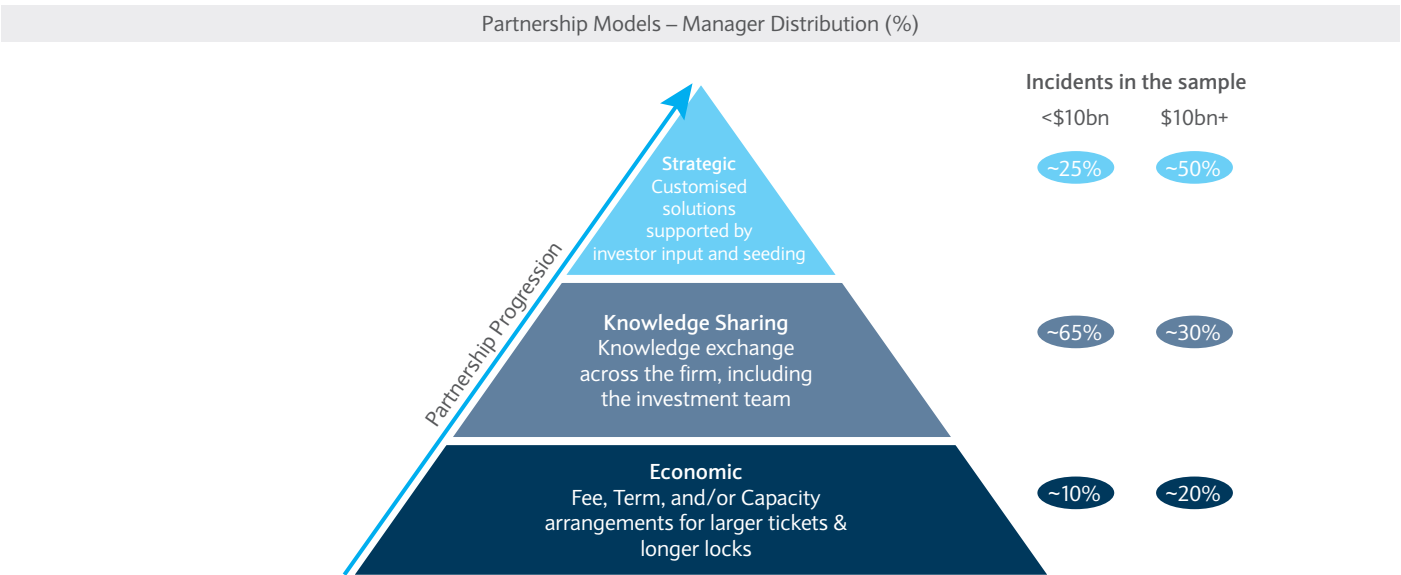 Partnership Models – Manager Distribution (%)
Incidents in the sample
<$10bn $10bn+
Partnership Progression
Strategic
Customised
solutions
supported by
investor input and seeding
~25% ~50%
Knowledge Sharing
Knowledge exchange
across the firm, including
the investment team
~65% ~30%
Economic
Fee, Term, and/or Capacity
arrangements for larger tickets &
longer locks
~10% ~20%